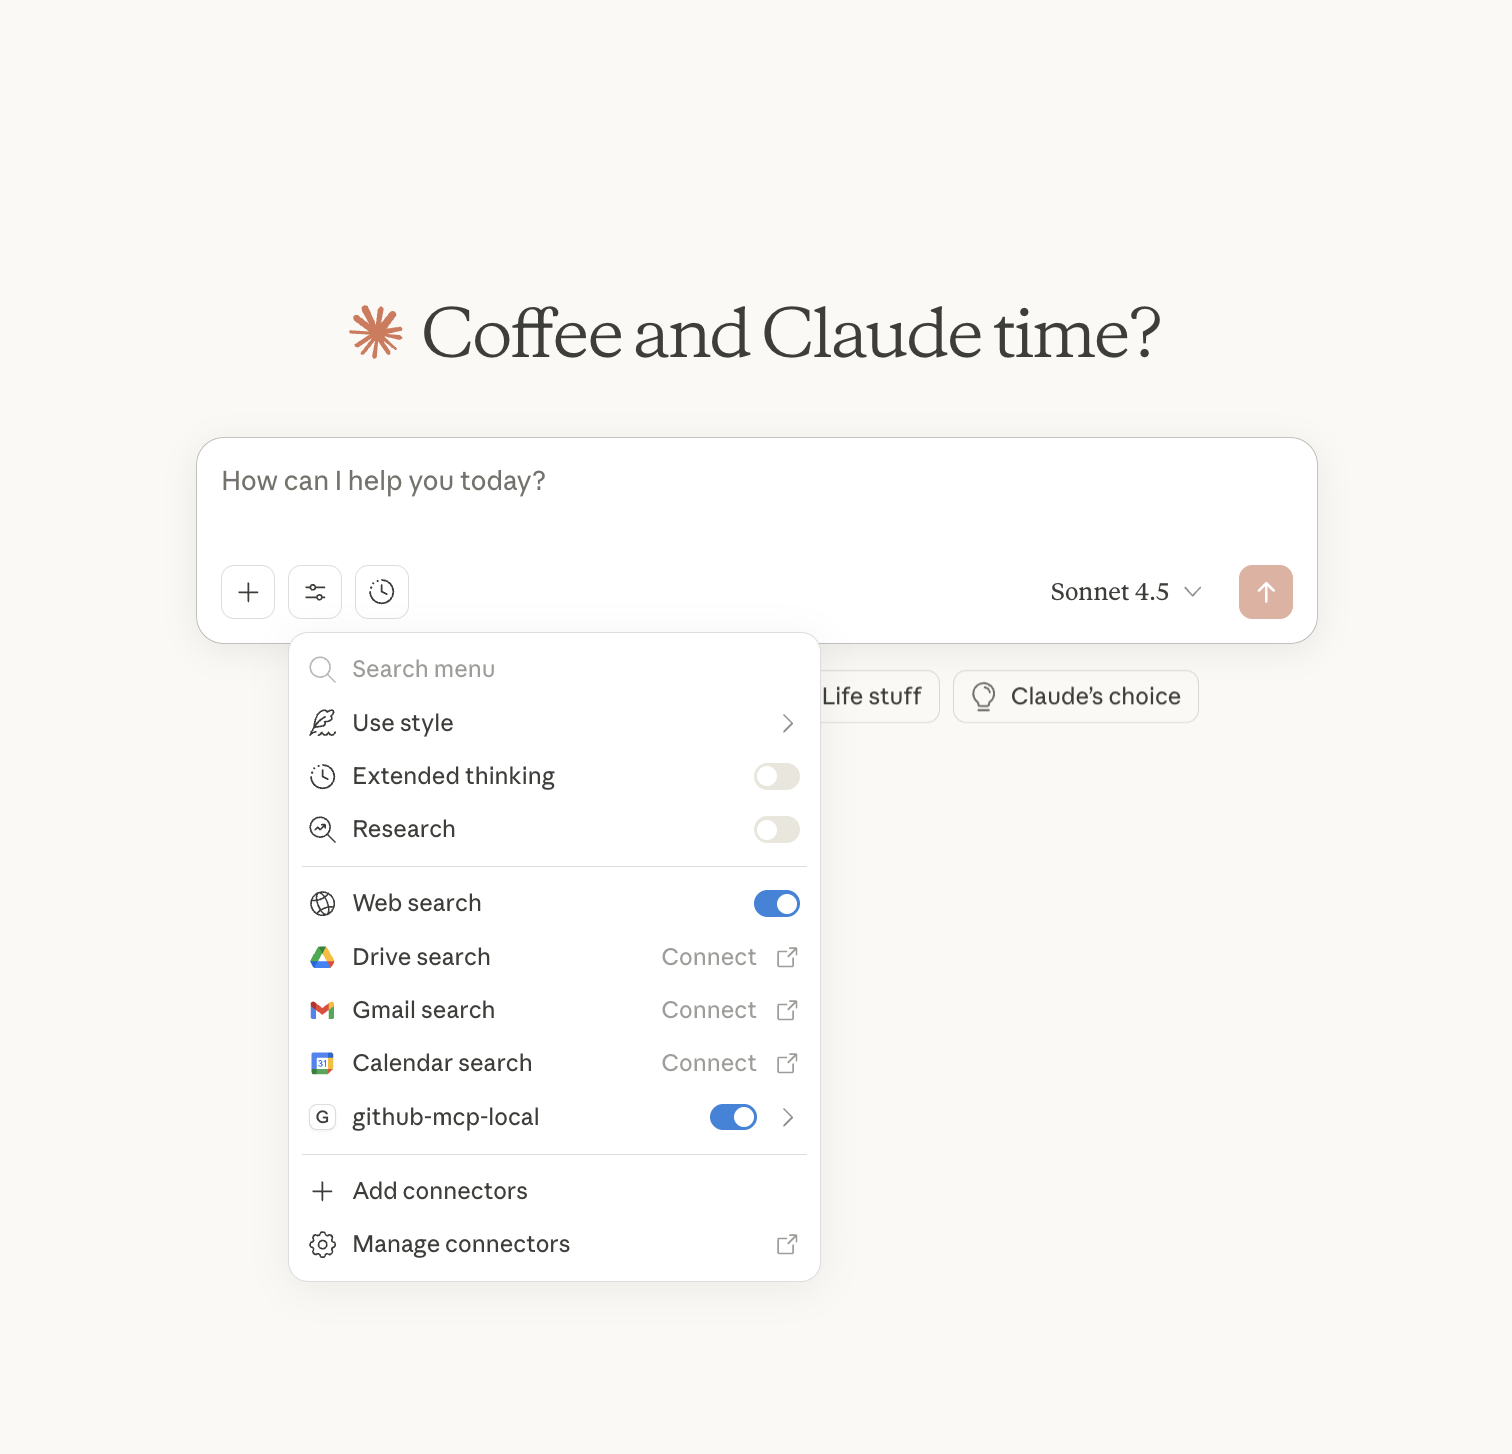 Coffee and Claude time?
How can I help you today?
Sonnet 4.5
Search menu
Life stuff
Claude’s choice
Use style
Extended thinking
Research
Web search
Drive search Connect
Gmail search Connect
31
Calendar search Connect
G github-mcp-local
Add connectors
Manage connectors